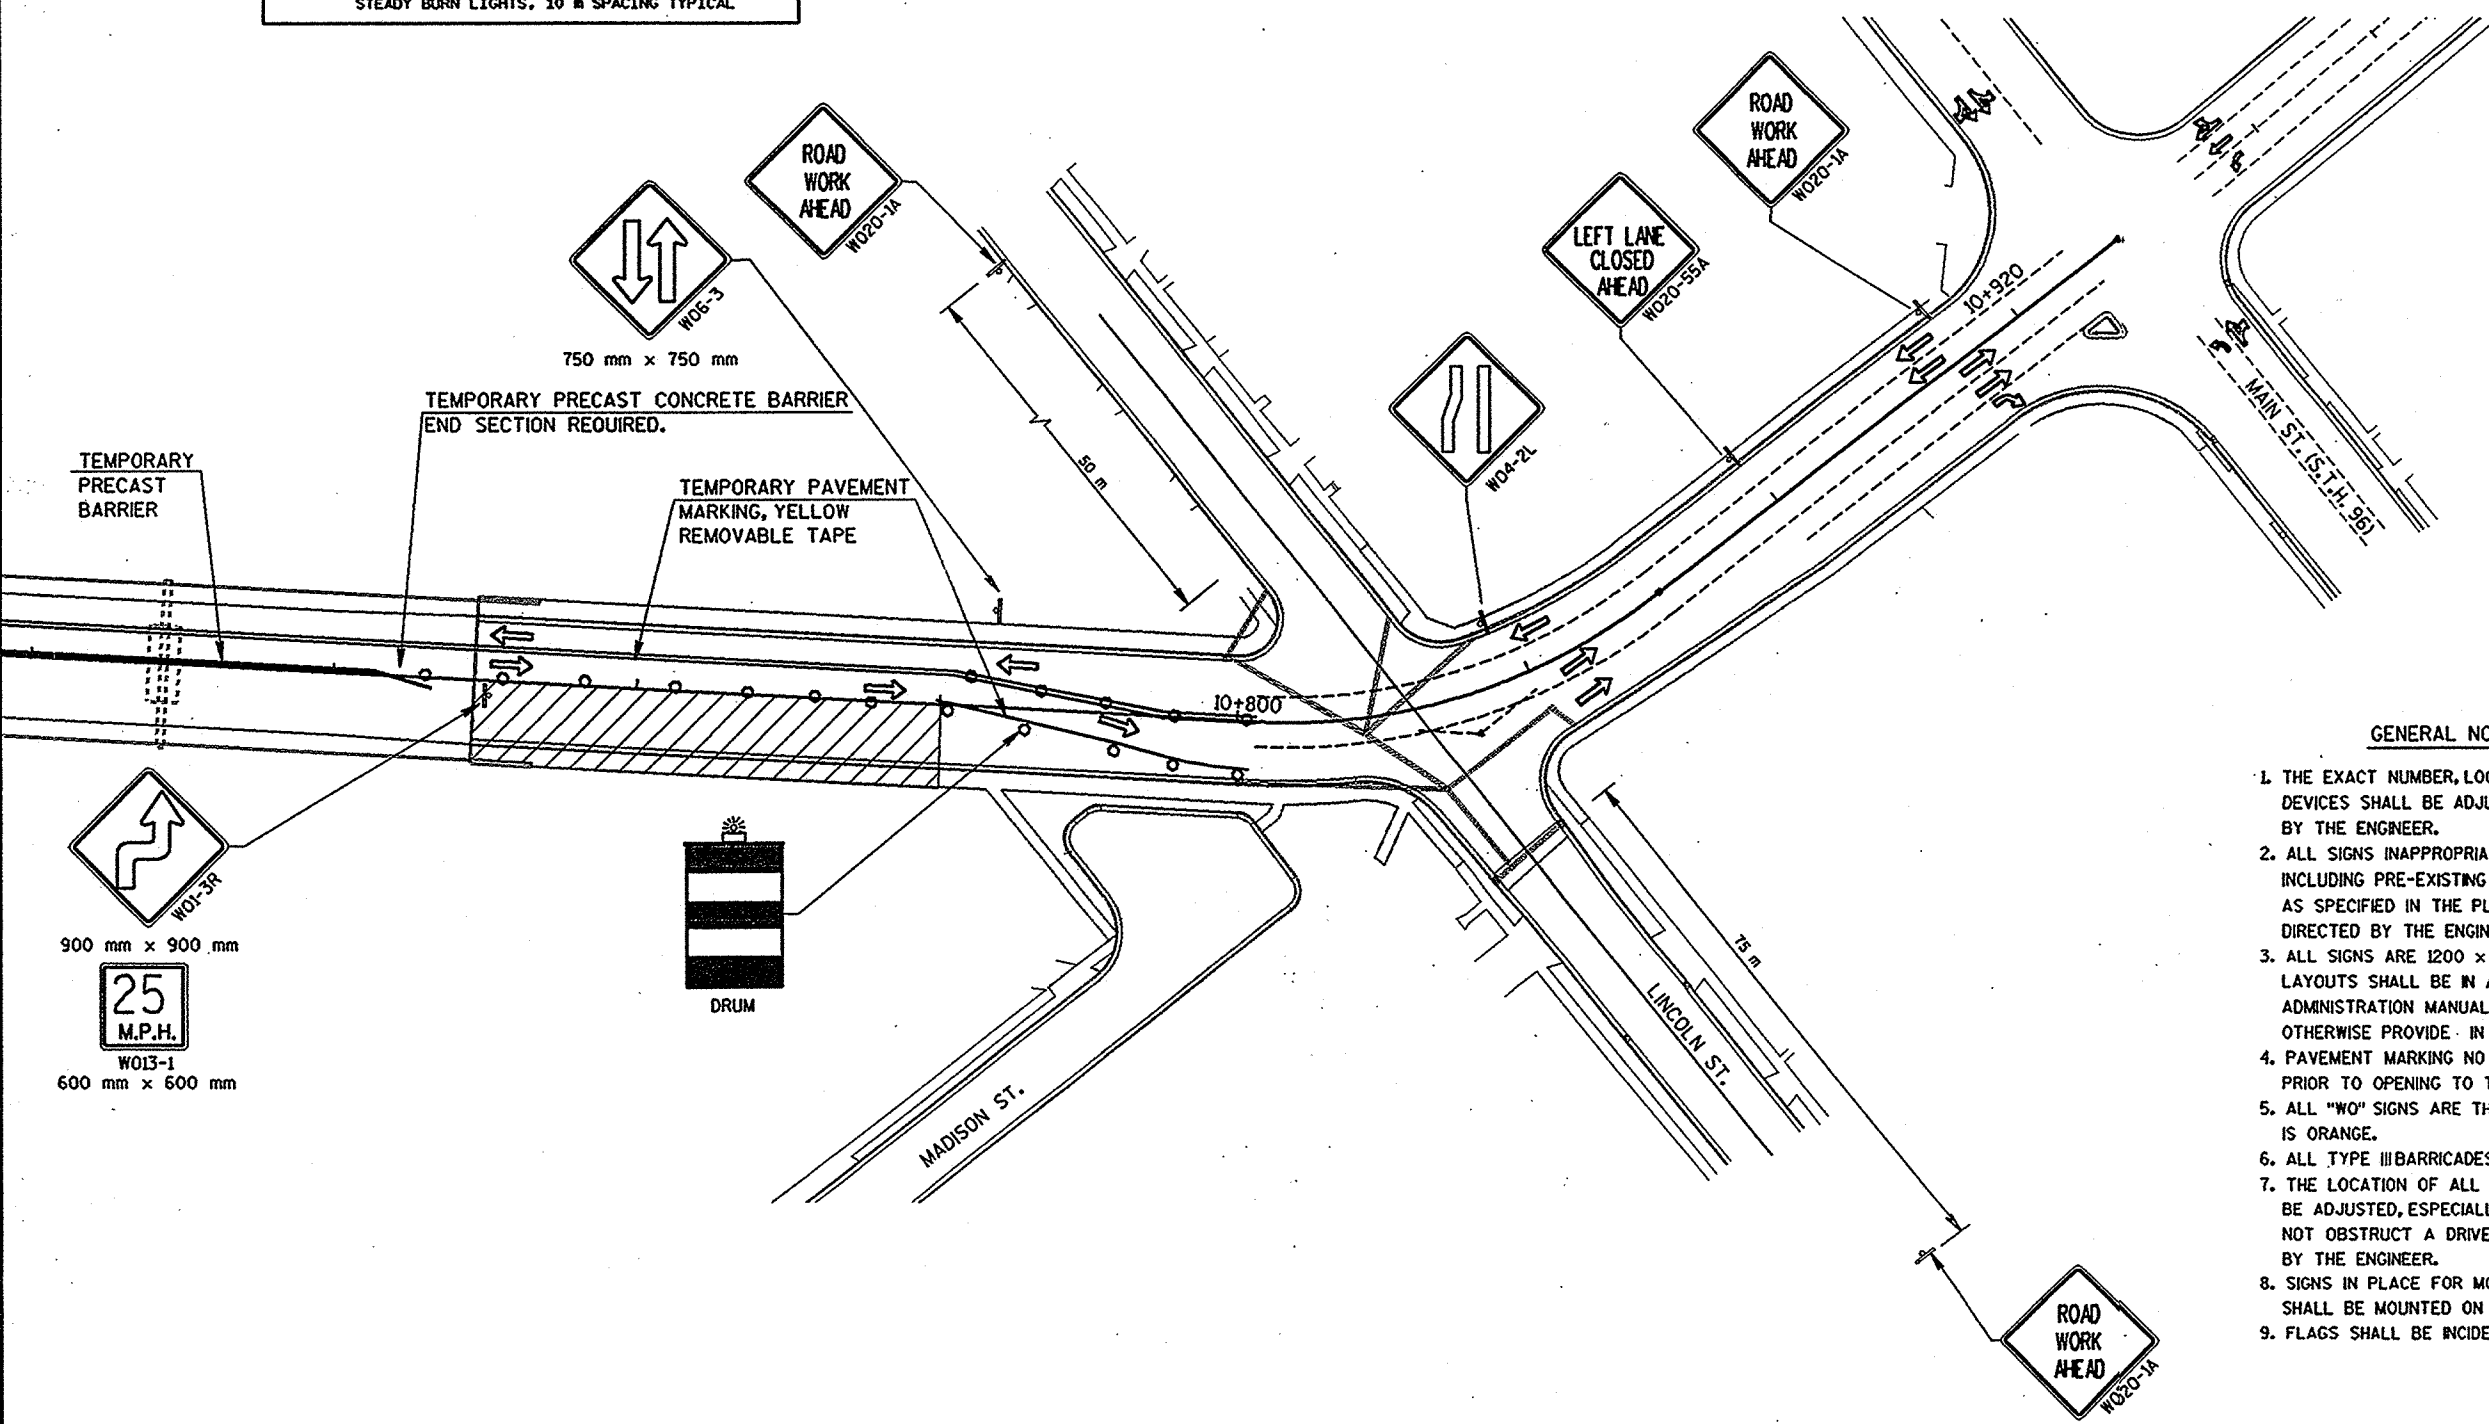 STEADY BURN LIGHTS, 10 m SPACING TYPICAL
ROAD
WORK
AHEAD
WO20-1A
ROAD
WORK
AHEAD
WO20-1A
LEFT LANE
CLOSED
AHEAD
WO20-55A
WO6-3
750 mm x 750 mm
WO4-2L
10+920
MAIN ST. (S.T.H. 96)
TEMPORARY PRECAST CONCRETE BARRIER
END SECTION REQUIRED.
TEMPORARY
PRECAST
BARRIER
TEMPORARY PAVEMENT
MARKING, YELLOW
REMOVABLE TAPE
50 m
10+800
WO1-3R
900 mm x 900 mm
25
M.P.H.
WO13-1
600 mm x 600 mm
DRUM
MADISON ST.
LINCOLN ST.
75 m
ROAD
WORK
AHEAD
WO20-1A
GENERAL NO
1. THE EXACT NUMBER, LOC
DEVICES SHALL BE ADJU
BY THE ENGINEER.
2. ALL SIGNS INAPPROPRIA
INCLUDING PRE-EXISTING
AS SPECIFIED IN THE PL
DIRECTED BY THE ENGIN
3. ALL SIGNS ARE 1200 x
LAYOUTS SHALL BE IN A
ADMINISTRATION MANUAL
OTHERWISE PROVIDE IN
4. PAVEMENT MARKING NO
PRIOR TO OPENING TO T
5. ALL "WO" SIGNS ARE TH
IS ORANGE.
6. ALL TYPE III BARRICADES
7. THE LOCATION OF ALL
BE ADJUSTED, ESPECIALL
NOT OBSTRUCT A DRIVE
BY THE ENGINEER.
8. SIGNS IN PLACE FOR MO
SHALL BE MOUNTED ON
9. FLAGS SHALL BE INCIDE